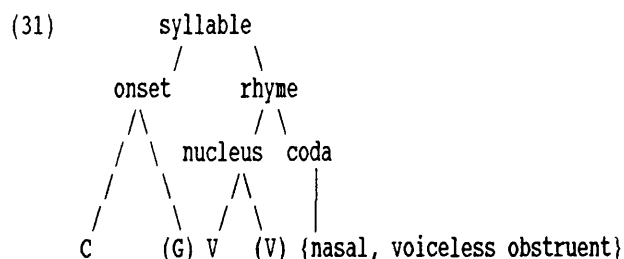 (31) syllable
onset rhyme
nucleus coda
C (G) V (V) {nasal, voiceless obstruent}